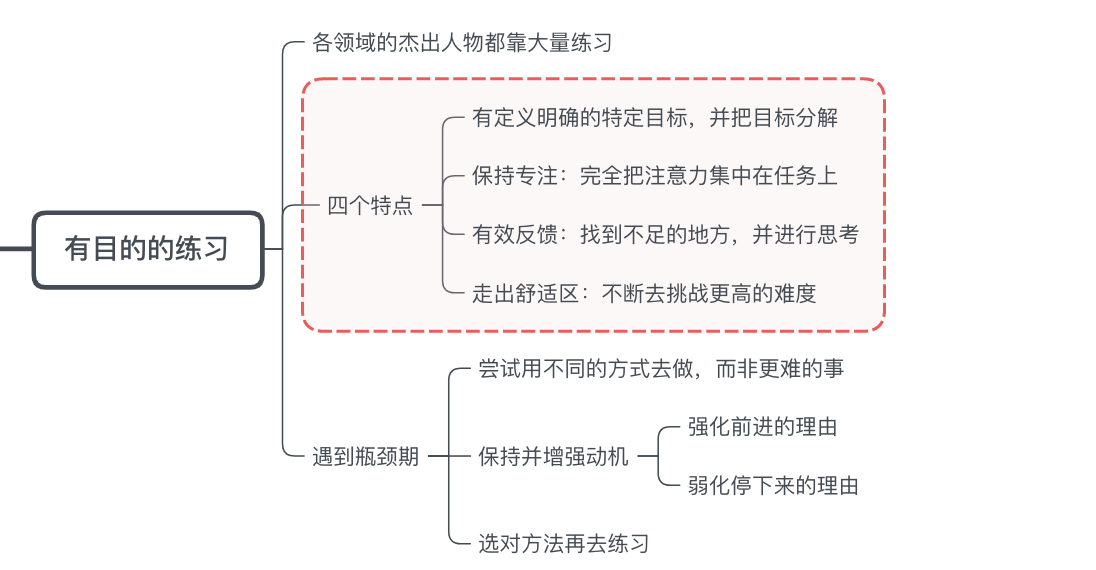 各领域的杰出人物都靠大量练习
有定义明确的特定目标，并把目标分解
保持专注：完全把注意力集中在任务上
四个特点
有效反馈：找到不足的地方，并进行思考
有目的的练习
走出舒适区：不断去挑战更高的难度
尝试用不同的方式去做，而非更难的事
强化前进的理由
遇到瓶颈期
保持并增强动机
弱化停下来的理由
选对方法再去练习